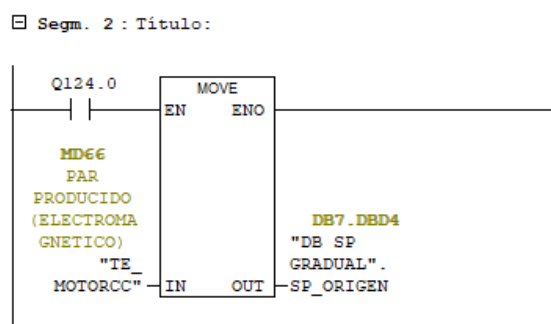 Segm. 2 : Título:
Q124.0
MOVE
EN ENO
MD66
PAR
PRODUCIDO
(ELECTROMA
GNETICO)
"TE_
MOTORCC"
IN OUT
DB7.DBD4
"DB SP
GRADUAL".
SP_ORIGEN